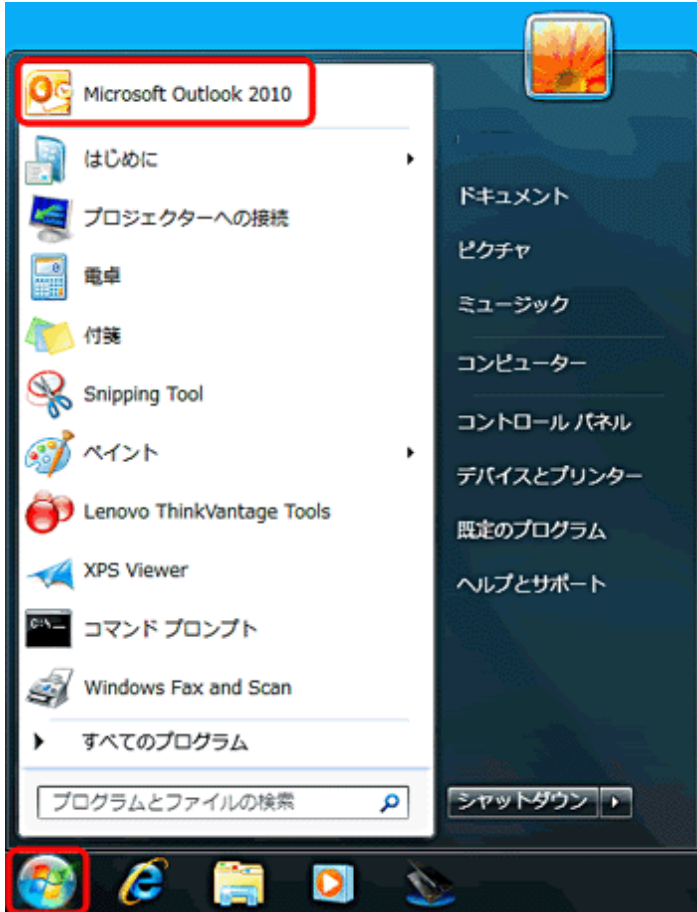 Microsoft Outlook 2010
はじめに
プロジェクターへの接続
電卓
付箋
Snipping Tool
ペイント
Lenovo ThinkVantage Tools
XPS Viewer
コマンド プロンプト
Windows Fax and Scan
すべてのプログラム
プログラムとファイルの検索
ドキュメント
ピクチャ
ミュージック
コンピューター
コントロール パネル
デバイスとプリンター
既定のプログラム
ヘルプとサポート
シャットダウン